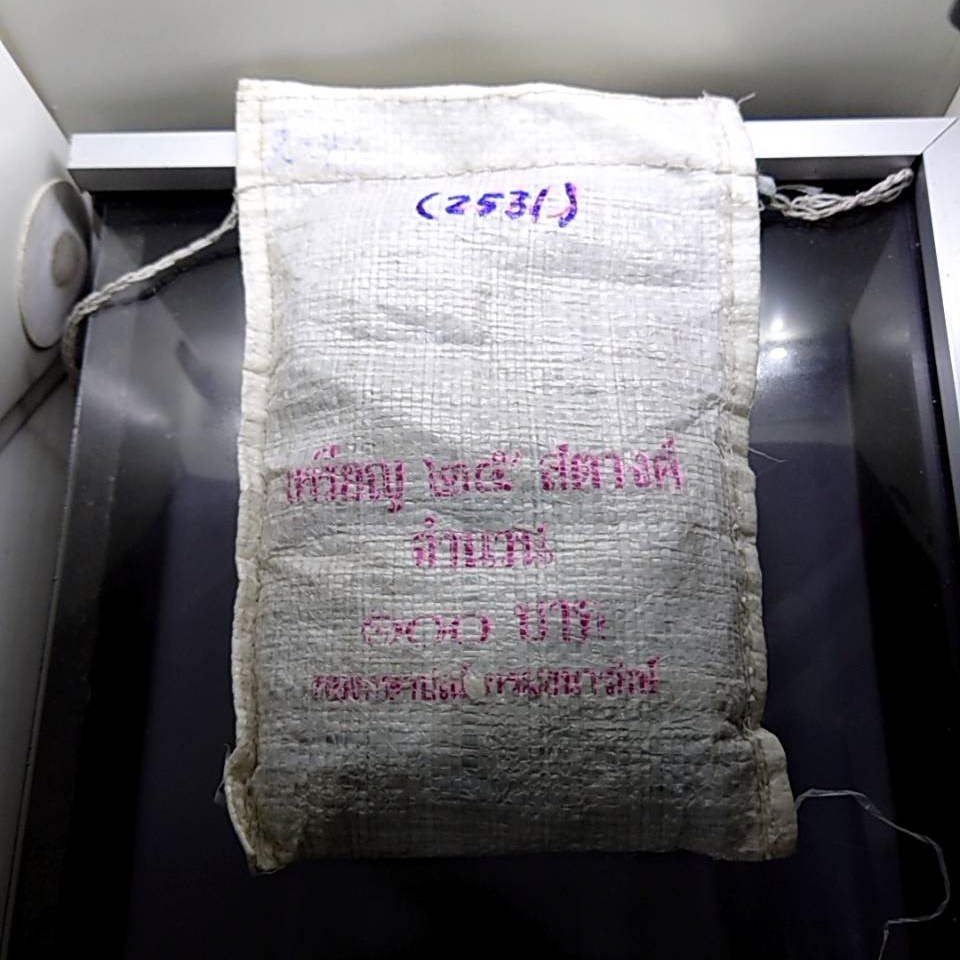 (2531)
เหรียญ ๒๕ สตางค์
จำนวน
๑๐๐ บาท
กองกษาปณ์ กรมธนารักษ์